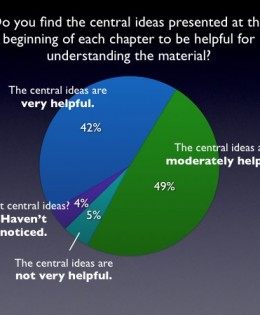 Do you find the central ideas presented at th
beginning of each chapter to be helpful for
understanding the material?
The central ideas are
very helpful.
42%
The central ideas a
moderately help
49%
t central ideas?
Haven't
noticed.
4%
5%
The central ideas are
not very helpful.